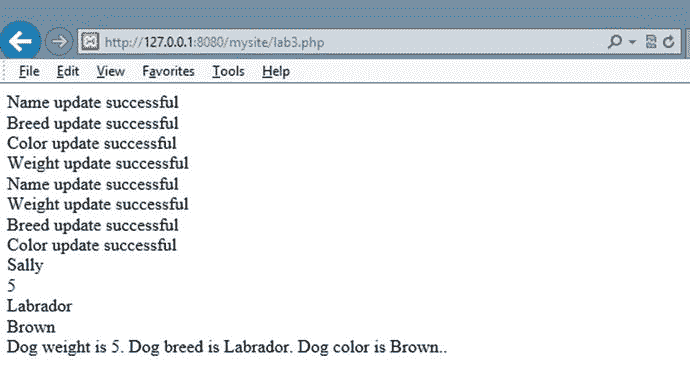 http://127.0.0.1:8080/mysite/lab3.php
File Edit View Favorites Tools Help
Name update successful
Breed update successful
Color update successful
Weight update successful
Name update successful
Weight update successful
Breed update successful
Color update successful
Sally
5
Labrador
Brown
Dog weight is 5. Dog breed is Labrador. Dog color is Brown..